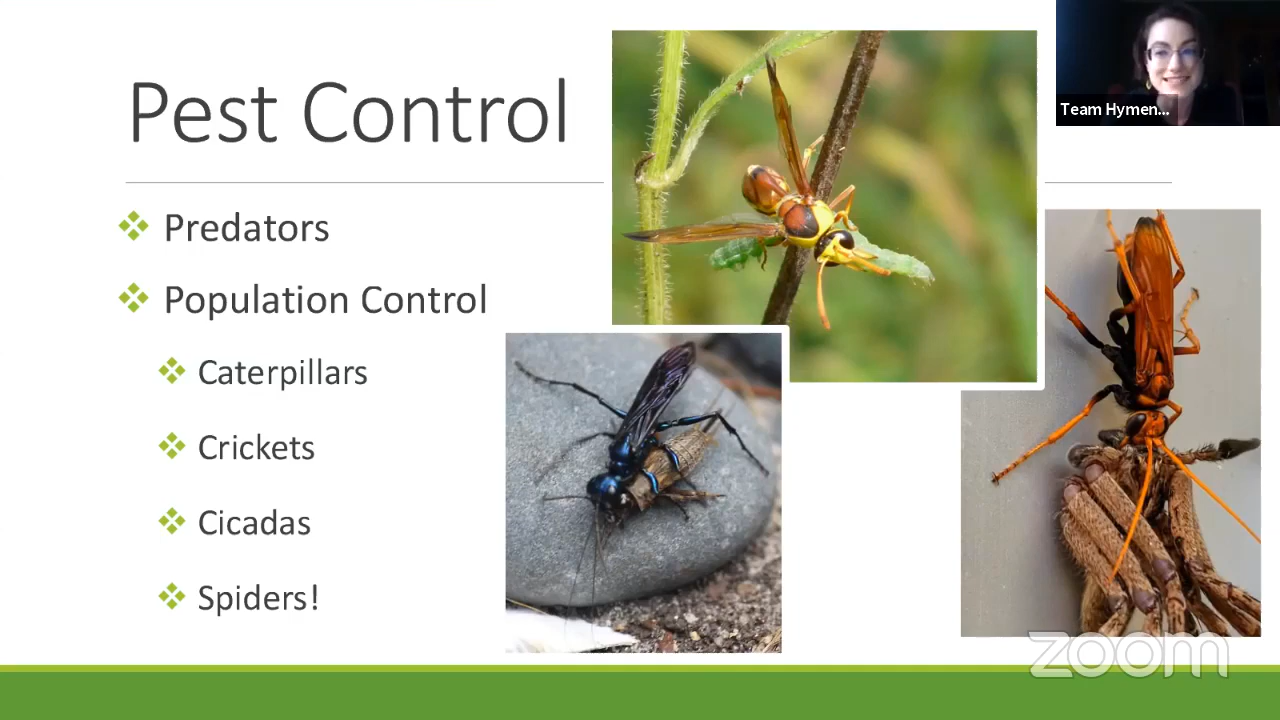 Pest Control
Predators
Population Control
Caterpillars
Crickets
Cicadas
Spiders!
Team Hymen...
zoom